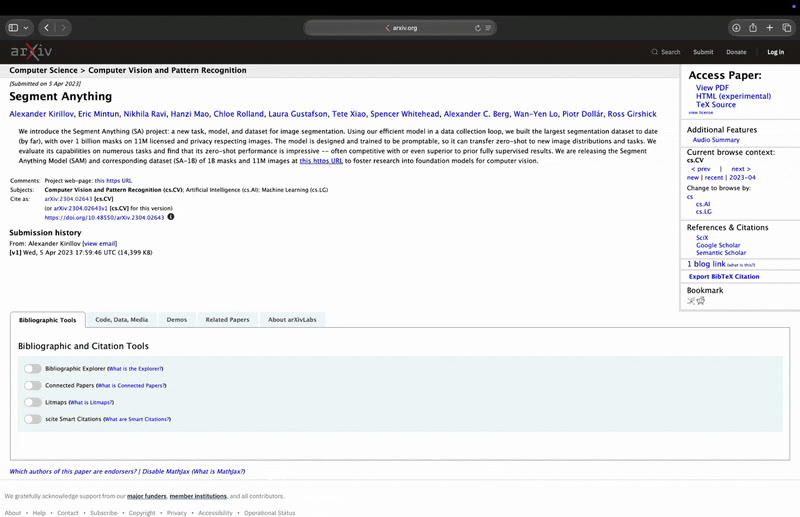 arxiv.org
arXiv
Search
Submit
Donate
Log in
Computer Science > Computer Vision and Pattern Recognition
[Submitted on 5 Apr 2023]
Segment Anything
Alexander Kirillov, Eric Mintun, Nikhila Ravi, Hanzi Mao, Chloe Rolland, Laura Gustafson, Tete Xiao, Spencer Whitehead, Alexander C. Berg, Wan-Yen Lo, Piotr Dollár, Ross Girshick
We introduce the Segment Anything (SA) project: a new task, model, and dataset for image segmentation. Using our efficient model in a data collection loop, we built the largest segmentation dataset to date
(by far), with over 1 billion masks on 11M licensed and privacy respecting images. The model is designed and trained to be promptable, so it can transfer zero-shot to new image distributions and tasks. We
evaluate its capabilities on numerous tasks and find that its zero-shot performance is impressive -- often competitive with or even superior to prior fully supervised results. We are releasing the Segment
Anything Model (SAM) and corresponding dataset (SA-1B) of 1B masks and 11M images at this https URL to foster research into foundation models for computer vision.
Comments: Project web-page: this https URL
Subjects: Computer Vision and Pattern Recognition (cs.CV); Artificial Intelligence (cs.AI); Machine Learning (cs.LG)
Cite as: arXiv:2304.02643 [cs.CV]
(or arXiv:2304.02643v1 [cs.CV] for this version)
https://doi.org/10.48550/arXiv.2304.02643
Submission history
From: Alexander Kirillov [view email]
[v1] Wed, 5 Apr 2023 17:59:46 UTC (14,399 KB)
Access Paper:
View PDF
HTML (experimental)
TeX Source
view license
Additional Features
Audio Summary
Current browse context:
cs.CV
< prev | next >
new | recent | 2023-04
Change to browse by:
cs
cs.AI
cs.LG
References & Citations
SciX
Google Scholar
Semantic Scholar
1 blog link (what is this?)
Export BibTeX Citation
Bookmark
Bibliographic Tools
Code, Data, Media
Demos
Related Papers
About arXivLabs
Bibliographic and Citation Tools
Bibliographic Explorer (What is the Explorer?)
Connected Papers (What is Connected Papers?)
Litmaps (What is Litmaps?)
scite Smart Citations (What are Smart Citations?)
Which authors of this paper are endorsers? | Disable MathJax (What is MathJax?)
We gratefully acknowledge support from our major funders, member institutions, and all contributors.
About • Help • Contact • Subscribe • Copyright • Privacy • Accessibility • Operational Status